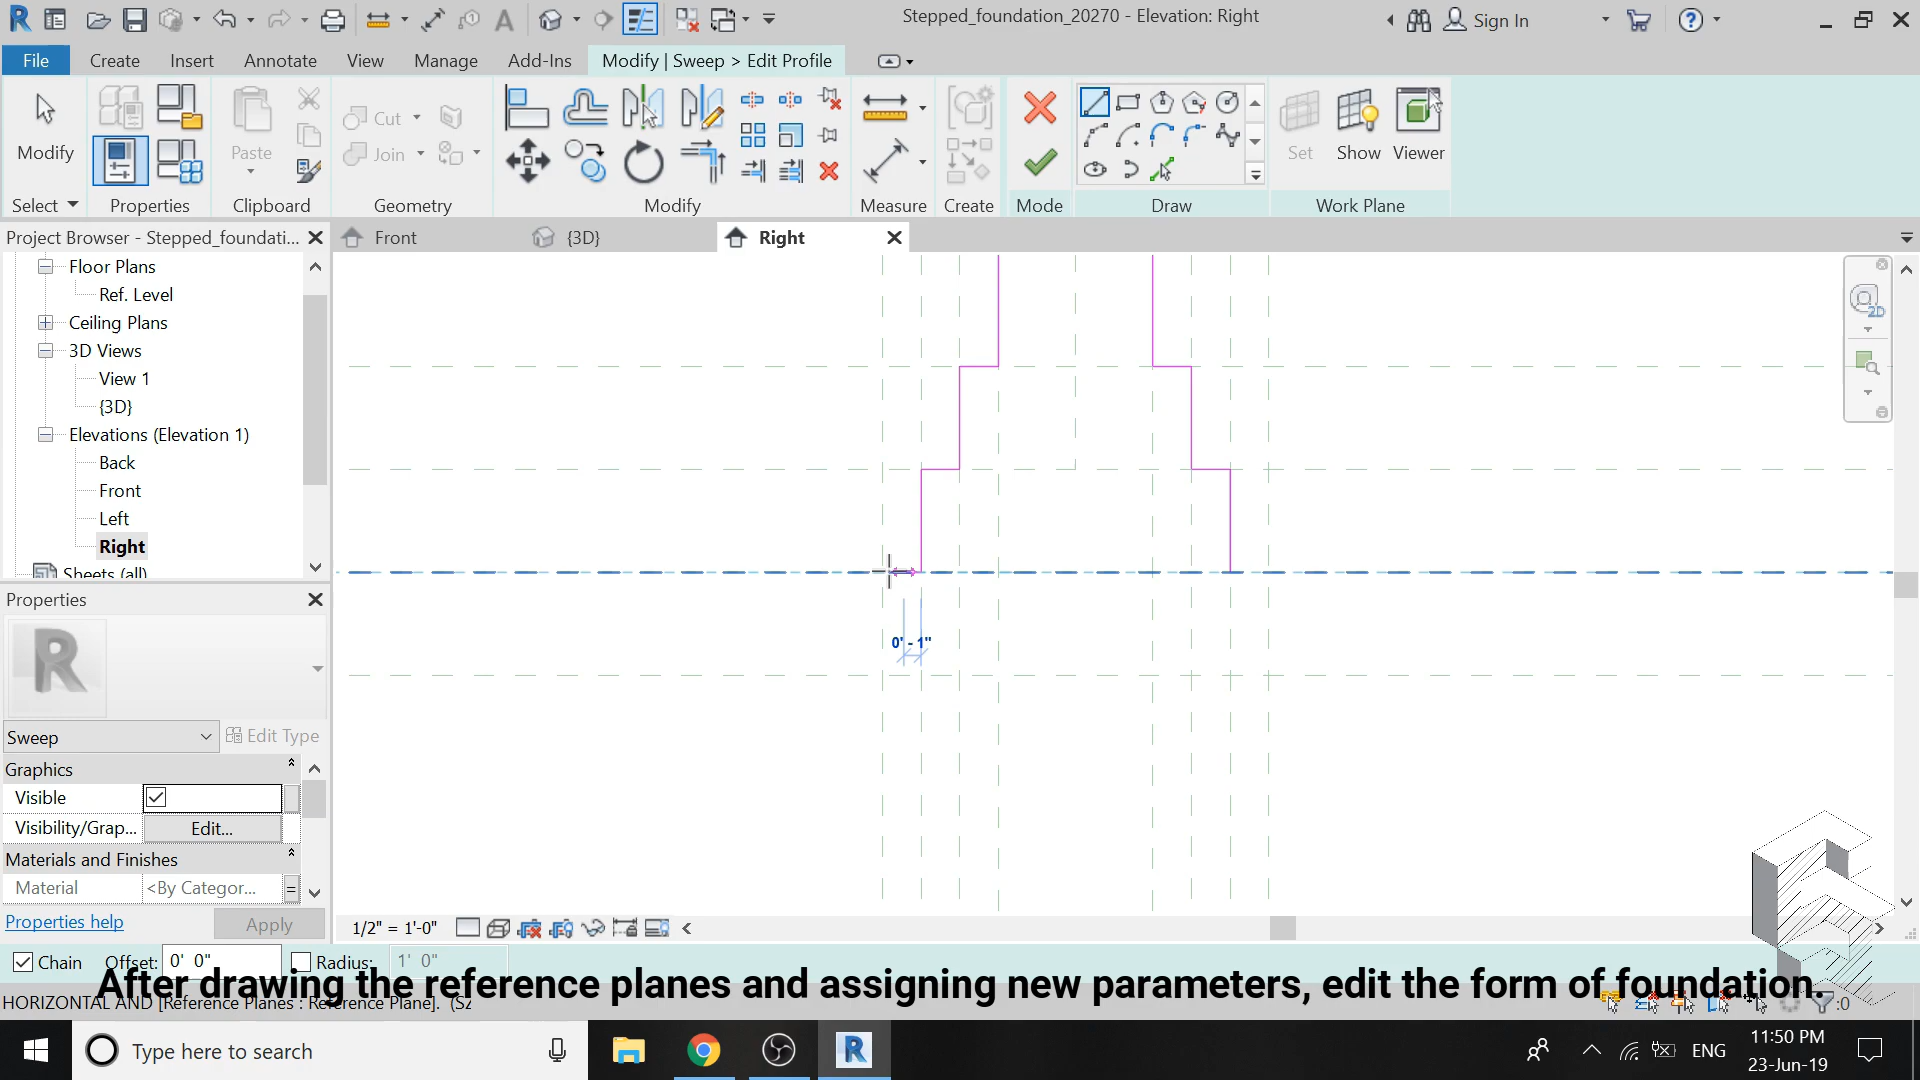 Stepped_foundation_20270 - Elevation: Right
Sign In
File
Create
Insert
Annotate
View
Manage
Add-Ins
Modify | Sweep > Edit Profile
Modify
Paste
Cut
Join
Set
Show
Viewer
Select
Properties
Clipboard
Geometry
Modify
Measure
Create
Mode
Draw
Work Plane
Project Browser - Stepped_foundati...
Front
{3D}
Right
Floor Plans
Ref. Level
Ceiling Plans
3D Views
View 1
{3D}
Elevations (Elevation 1)
Back
Front
Left
Right
Sheets (all)
2D
0' - 1"
Properties
Sweep
Edit Type
Graphics
Visible
Visibility/Grap...
Edit...
Materials and Finishes
Material
<By Categor...
Properties help
Apply
1/2" = 1'-0"
Chain
Offset:
0' 0"
Radius:
1' 0"
After drawing the reference planes and assigning new parameters, edit the form of foundation.
HORIZONTAL AND [Reference Planes : Reference Plane]. (SZ
:0
Type here to search
ENG
11:50 PM
23-Jun-19